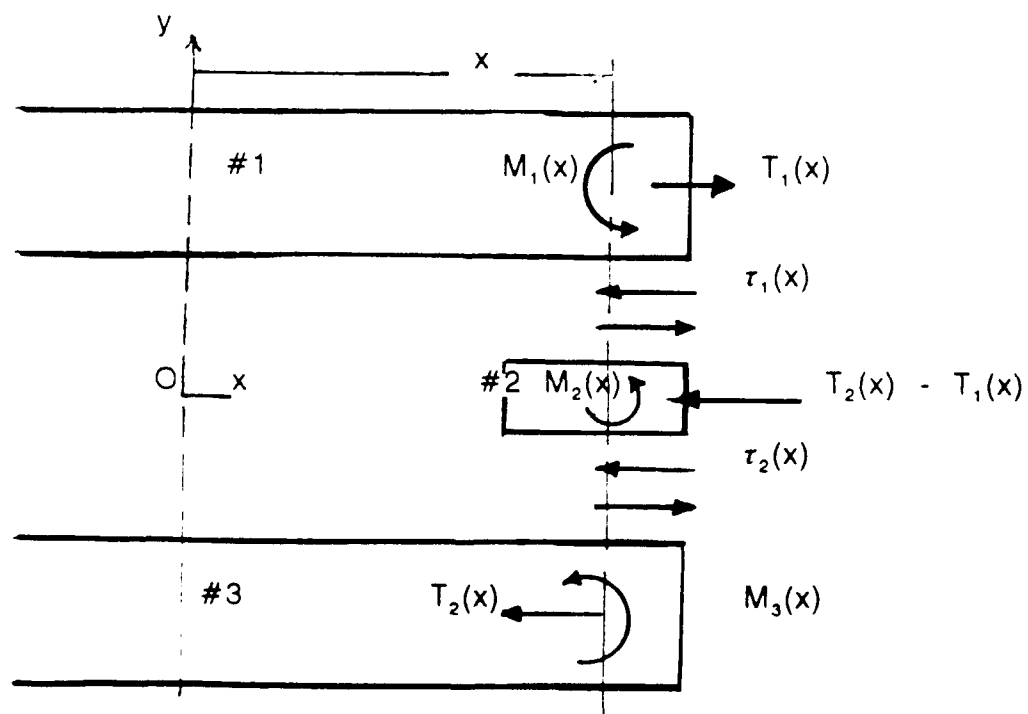 y
x
#1 M₁(x) T₁(x)
τ₁(x)
O x #2 M₂(x) T₂(x) - T₁(x)
τ₂(x)
#3 T₂(x) M₃(x)